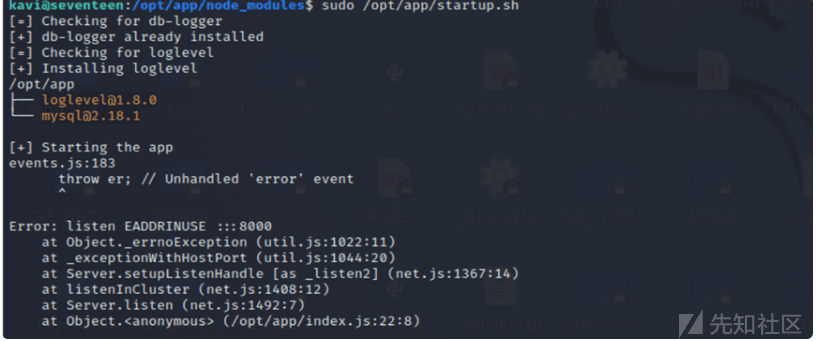 kavi@seventeen:/opt/app/node_modules$ sudo /opt/app/startup.sh
[=] Checking for db-logger
[+] db-logger already installed
[=] Checking for loglevel
[+] Installing loglevel
/opt/app
├── loglevel@1.8.0
└── mysql@2.18.1
[+] Starting the app
events.js:183
throw er; // Unhandled 'error' event
^
Error: listen EADDRINUSE :::8000
at Object._errnoException (util.js:1022:11)
at _exceptionWithHostPort (util.js:1044:20)
at Server.setupListenHandle [as _listen2] (net.js:1367:14)
at listenInCluster (net.js:1408:12)
at Server.listen (net.js:1492:7)
at Object.<anonymous> (/opt/app/index.js:22:8)
先知社区